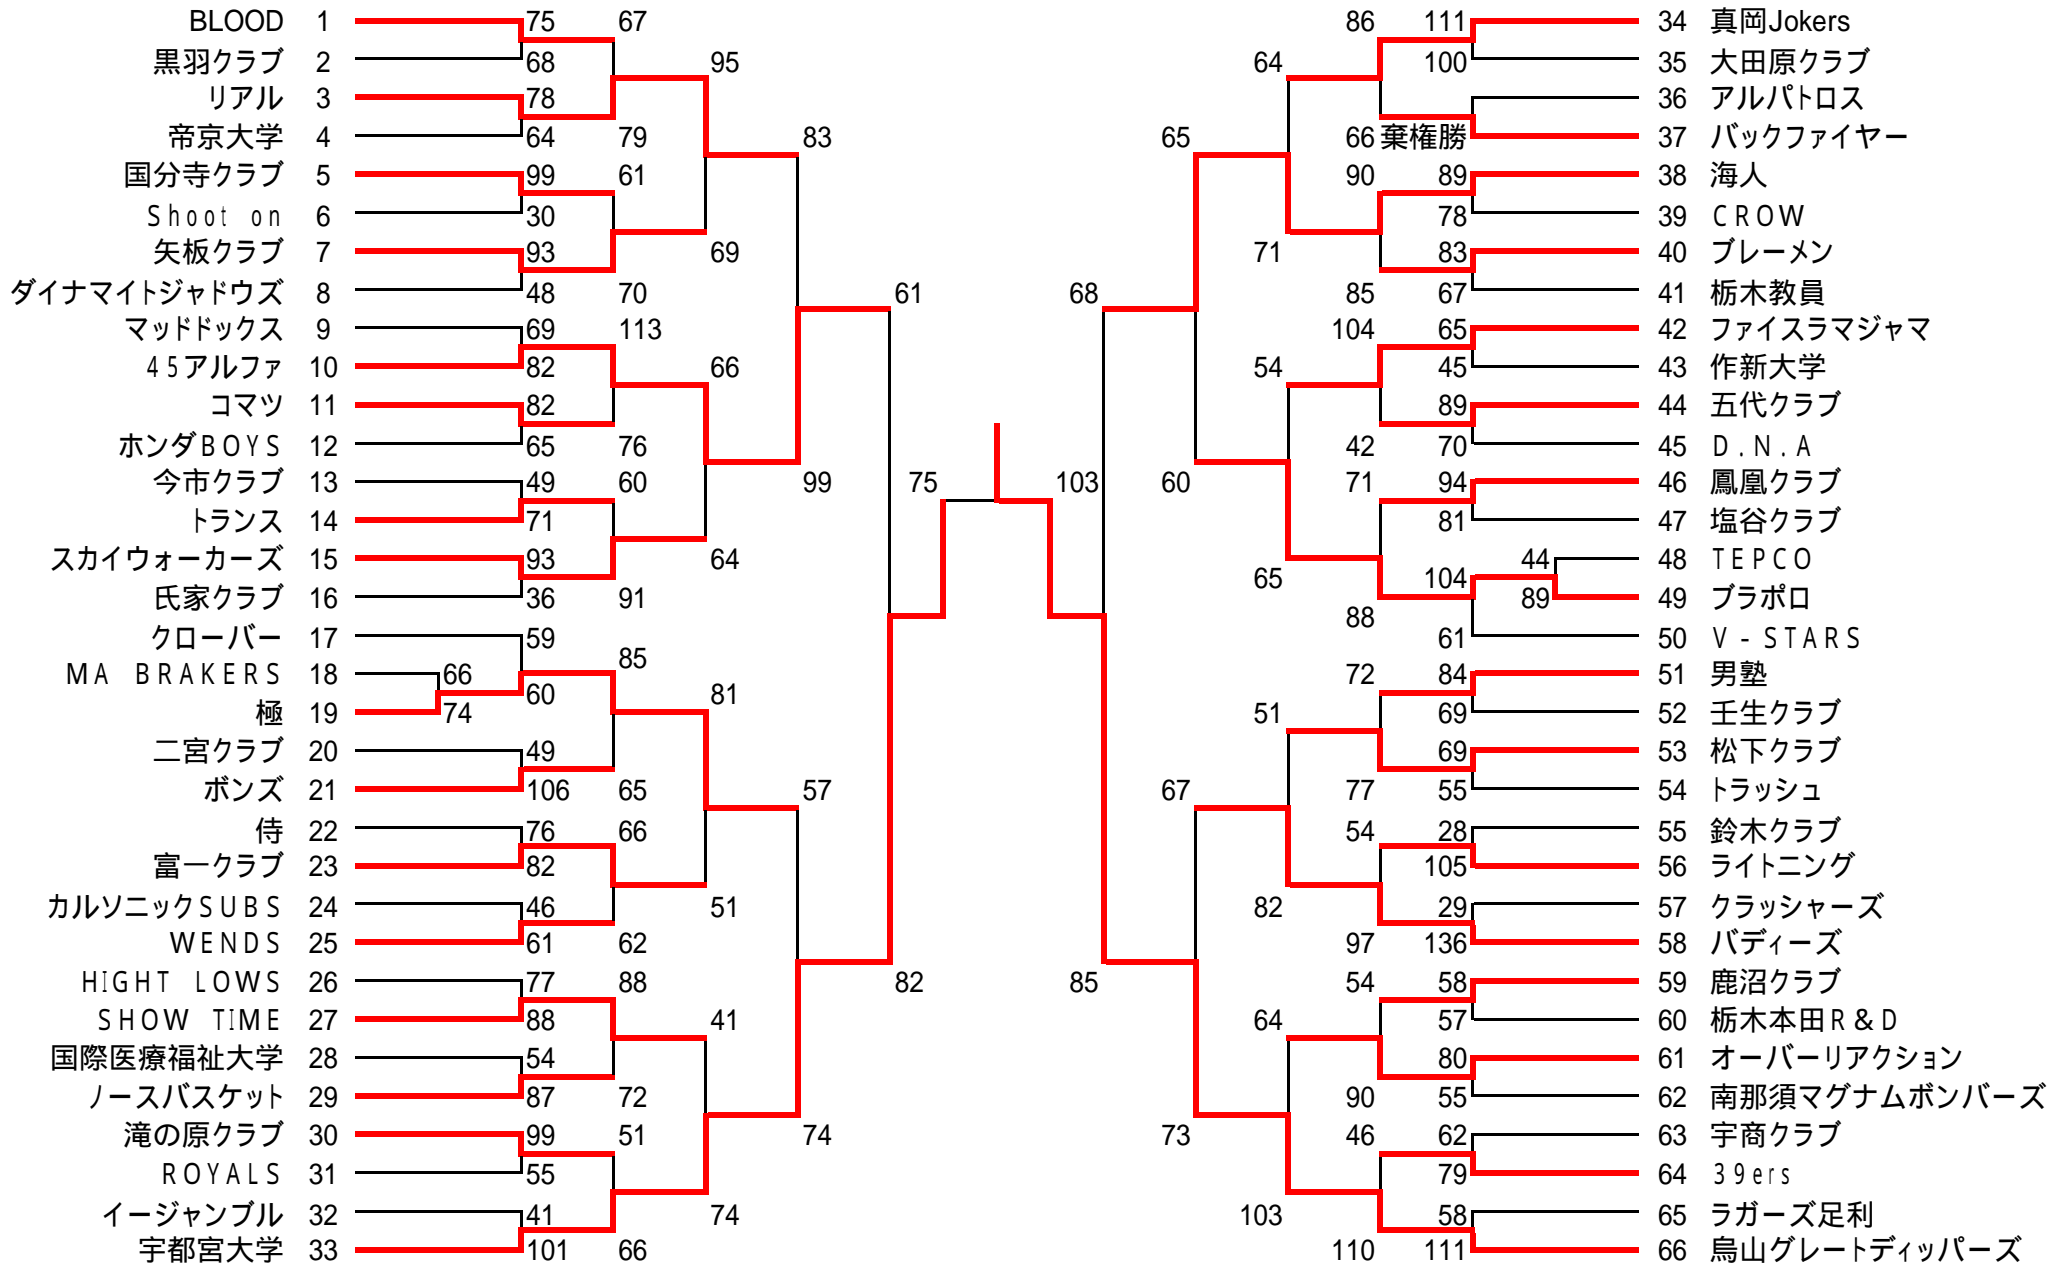 BLOOD 1 75 67 86 111 34 真岡Jokers
黒羽クラブ 2 68 95 64 100 35 大田原クラブ
リアル 3 78 36 アルパトロス
帝京大学 4 64 79 83 65 66 棄権勝 37 バックファイヤー
国分寺クラブ 5 99 61 90 89 38 海人
Shoot on 6 30 78 39 CROW
矢板クラブ 7 93 69 71 83 40 ブレーメン
ダイナマイトジャドウズ 8 48 70 61 68 85 67 41 栃木教員
マッドドックス 9 69 113 104 65 42 ファイスラマジャマ
45アルファ 10 82 66 54 45 43 作新大学
コマツ 11 82 89 44 五代クラブ
ホンダBOYS 12 65 76 42 70 45 D.N.A
今市クラブ 13 49 60 99 75 103 60 71 94 46 鳳凰クラブ
トランス 14 71 81 47 塩谷クラブ
スカイウォーカーズ 15 93 64 65 44 48 TEPCO
104
氏家クラブ 16 36 91 88 89 49 ブラポロ
クローバー 17 59 61 50 V-STARS
MA BRAKERS 18 66 85 72 84 51 男塾
60 81
極 19 74 51 69 52 壬生クラブ
二宮クラブ 20 49 69 53 松下クラブ
ボンズ 21 106 65 57 67 77 55 54 トラッシュ
侍 22 76 66 54 28 55 鈴木クラブ
富一クラブ 23 82 105 56 ライトニング
カルソニックSUBS 24 46 51 82 29 57 クラッシャーズ
WENDS 25 61 62 97 136 58 バディーズ
HIGHT LOWS 26 77 88 82 85 54 58 59 鹿沼クラブ
SHOW TIME 27 88 41 64 57 60 栃木本田R&D
国際医療福祉大学 28 54 80 61 オーバーリアクション
ノースバスケット 29 87 72 90 55 62 南那須マグナムボンバーズ
滝の原クラブ 30 99 51 74 73 46 62 63 宇商クラブ
ROYALS 31 55 79 64 39ers
イージャンブル 32 41 74 103 58 65 ラガーズ足利
宇都宮大学 33 101 66 110 111 66 烏山グレートディッパーズ